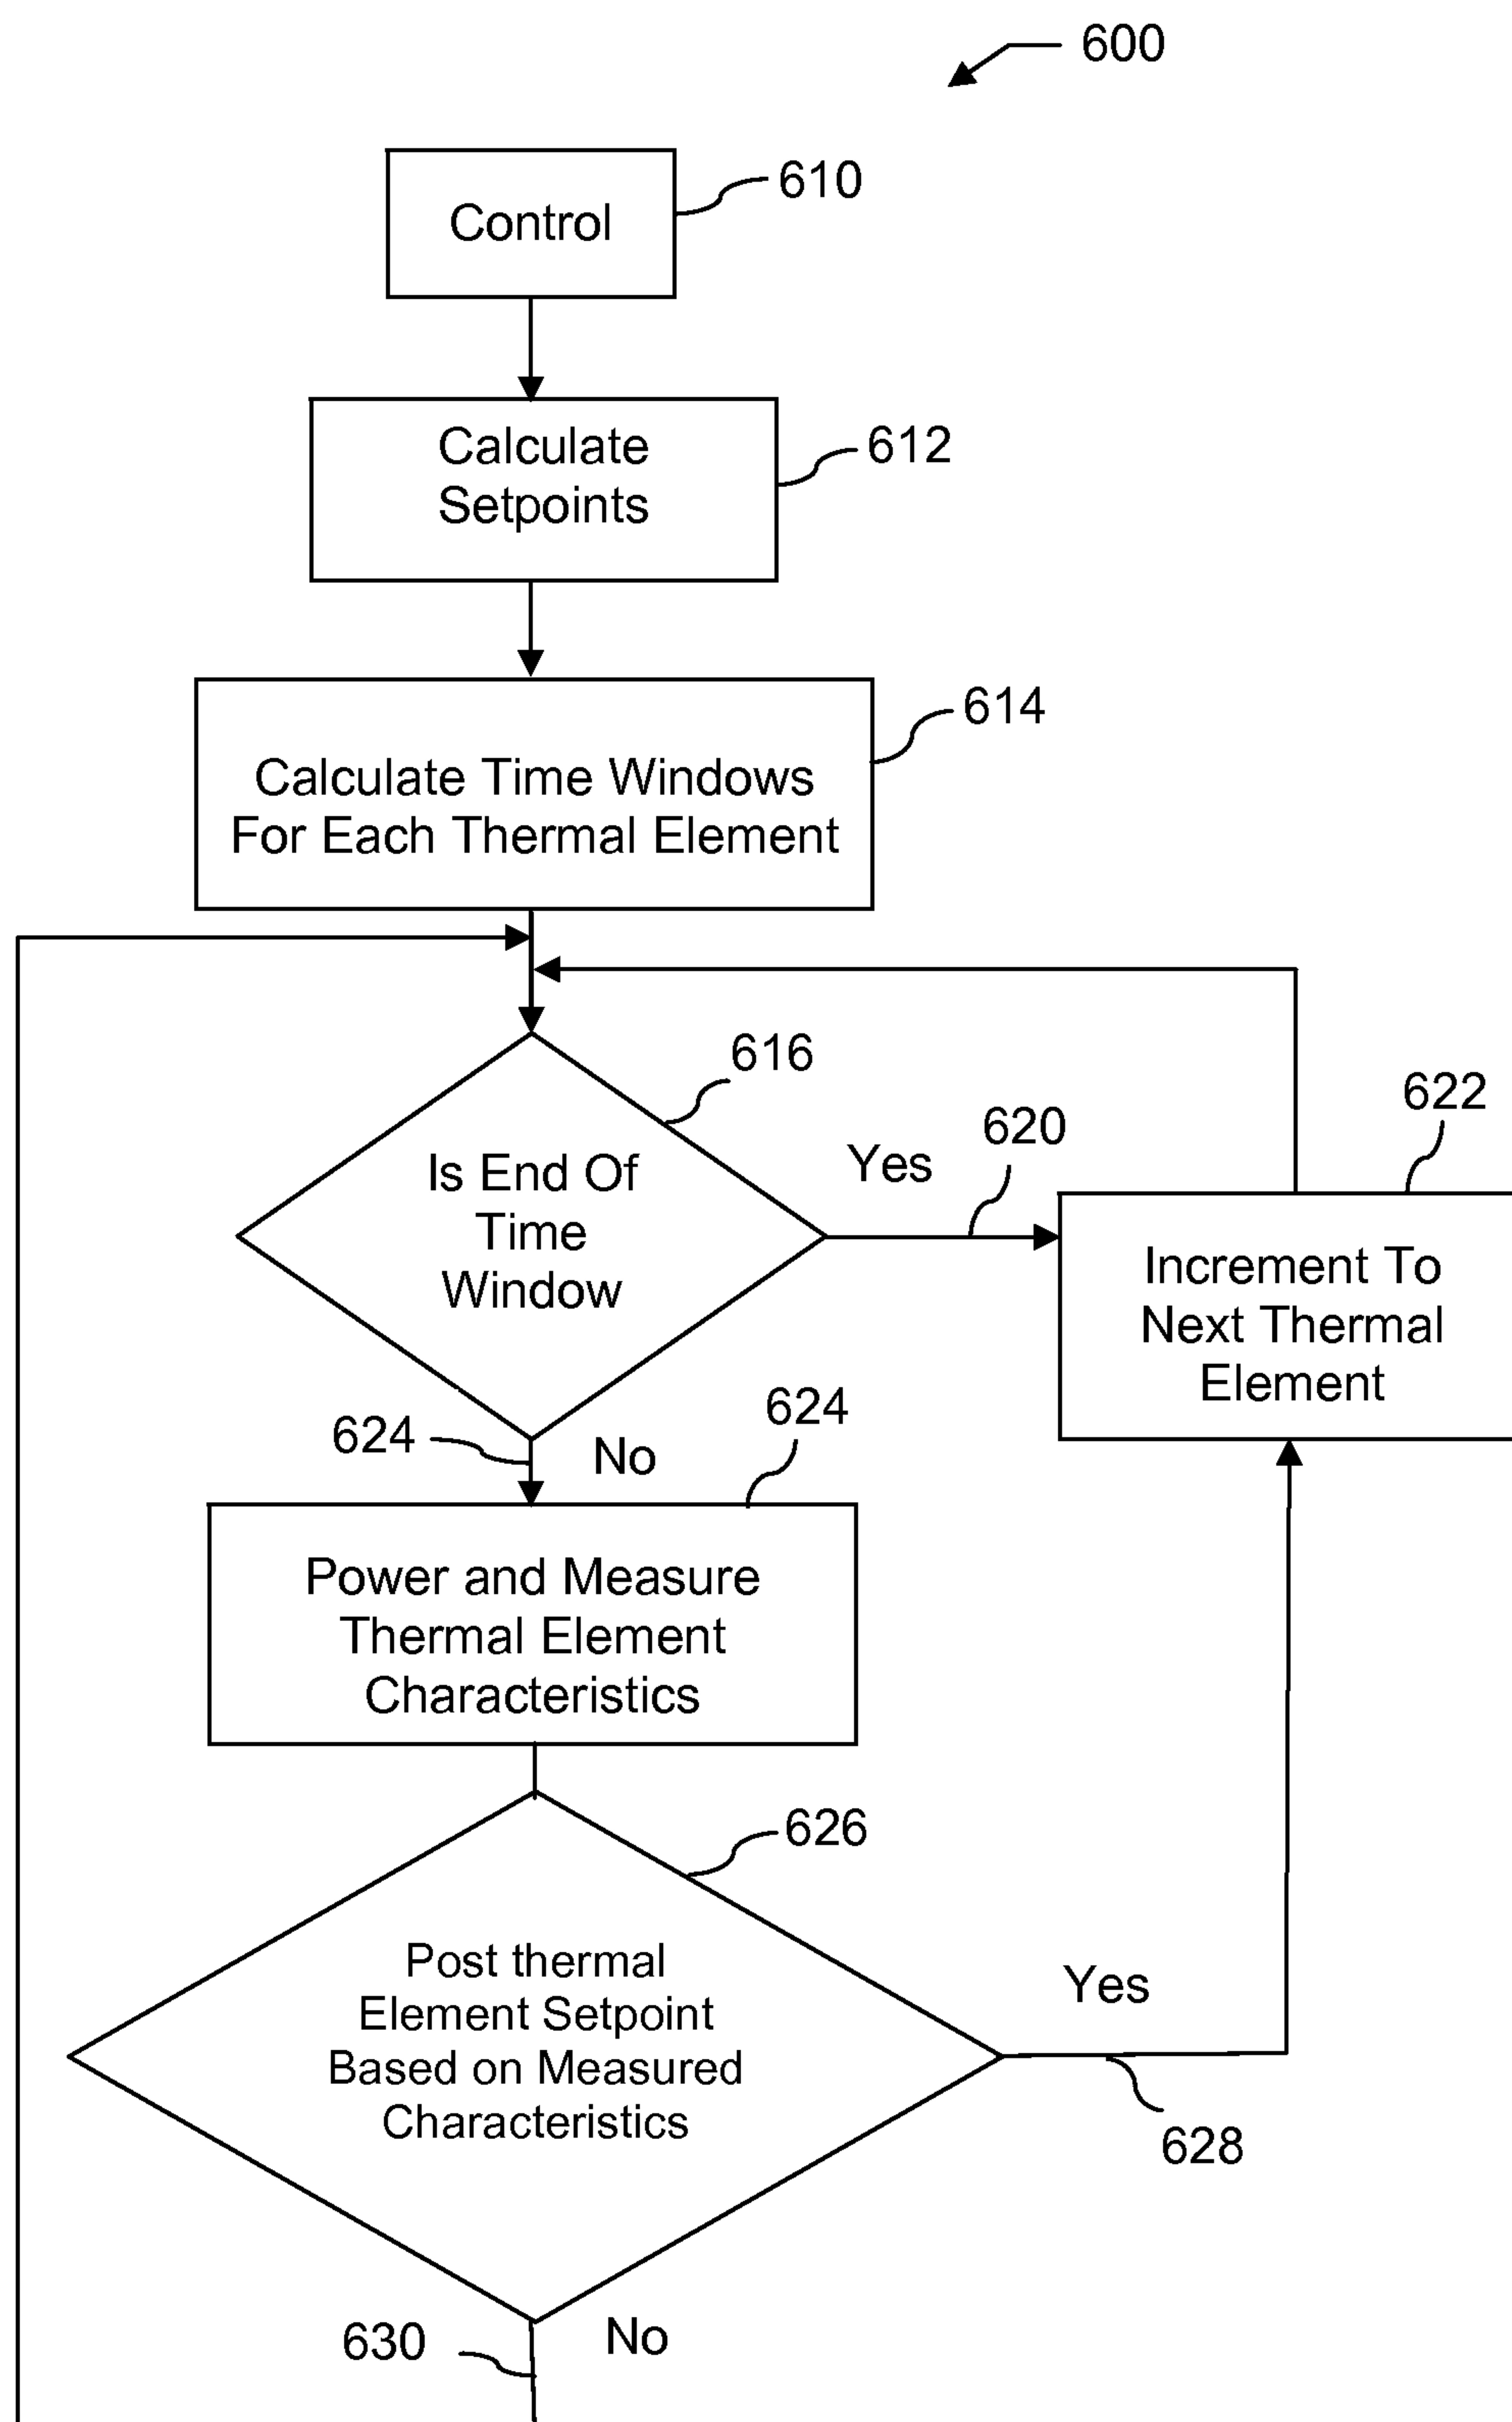 600
Control
610
Calculate
Setpoints
612
614
Calculate Time Windows
For Each Thermal Element
616
Is End Of
Time
Window
Yes
620
622
Increment To
Next Thermal
Element
624
No
624
Power and Measure
Thermal Element
Characteristics
626
Post thermal
Element Setpoint
Based on Measured
Characteristics
Yes
628
630
No